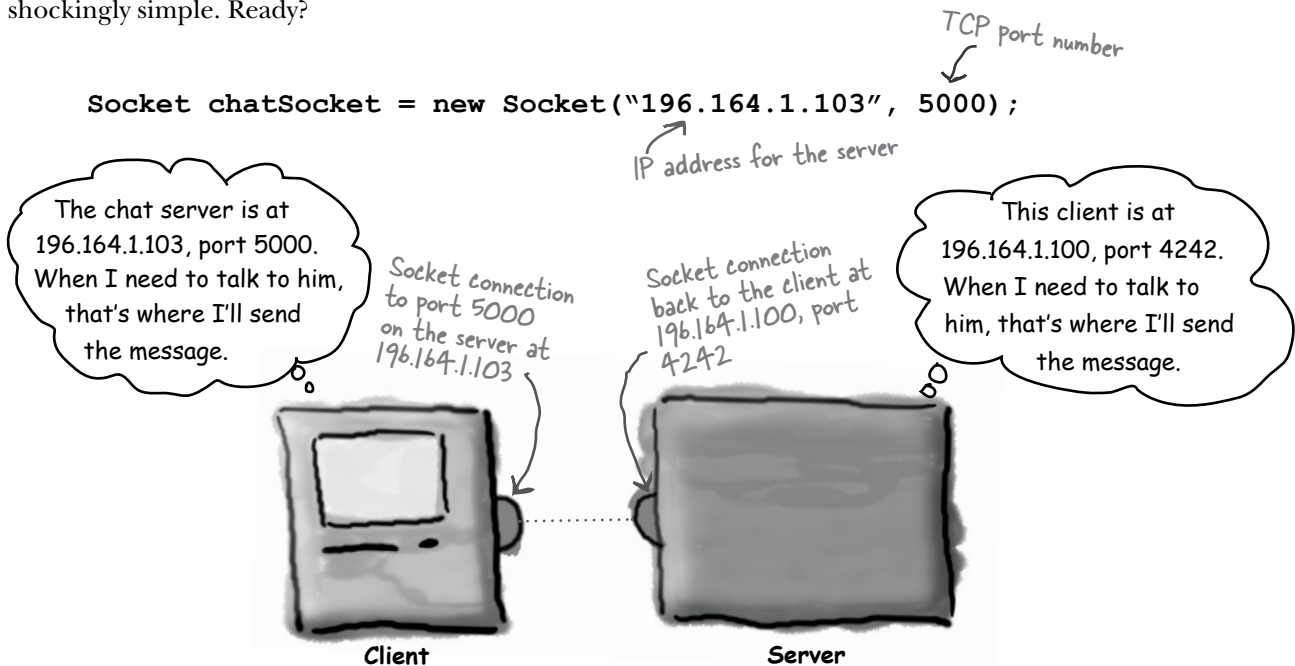 shockingly simple. Ready?
TCP port number
Socket chatSocket = new Socket(“196.164.1.103”, 5000);
IP address for the server
The chat server is at
196.164.1.103, port 5000.
When I need to talk to him,
that’s where I’ll send
the message.
Socket connection
to port 5000
on the server at
196.164.1.103
Socket connection
back to the client at
196.164.1.100, port
4242
This client is at
196.164.1.100, port 4242.
When I need to talk to
him, that’s where I’ll send
the message.
Client
Server